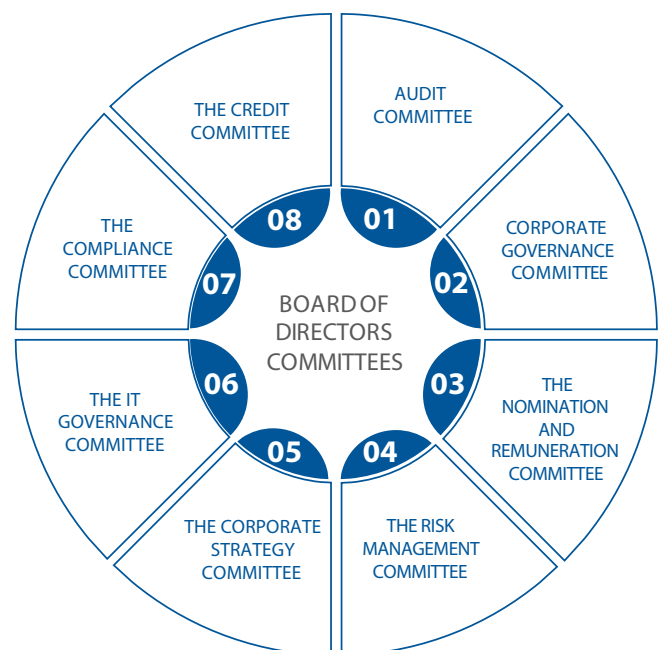 BOARD OF
DIRECTORS
COMMITTEES
01
AUDIT
COMMITTEE
02
CORPORATE
GOVERNANCE
COMMITTEE
03
THE
NOMINATION
AND
REMUNERATION
COMMITTEE
04
THE RISK
MANAGEMENT
COMMITTEE
05
THE CORPORATE
STRATEGY
COMMITTEE
06
THE IT
GOVERNANCE
COMMITTEE
07
THE
COMPLIANCE
COMMITTEE
08
THE CREDIT
COMMITTEE